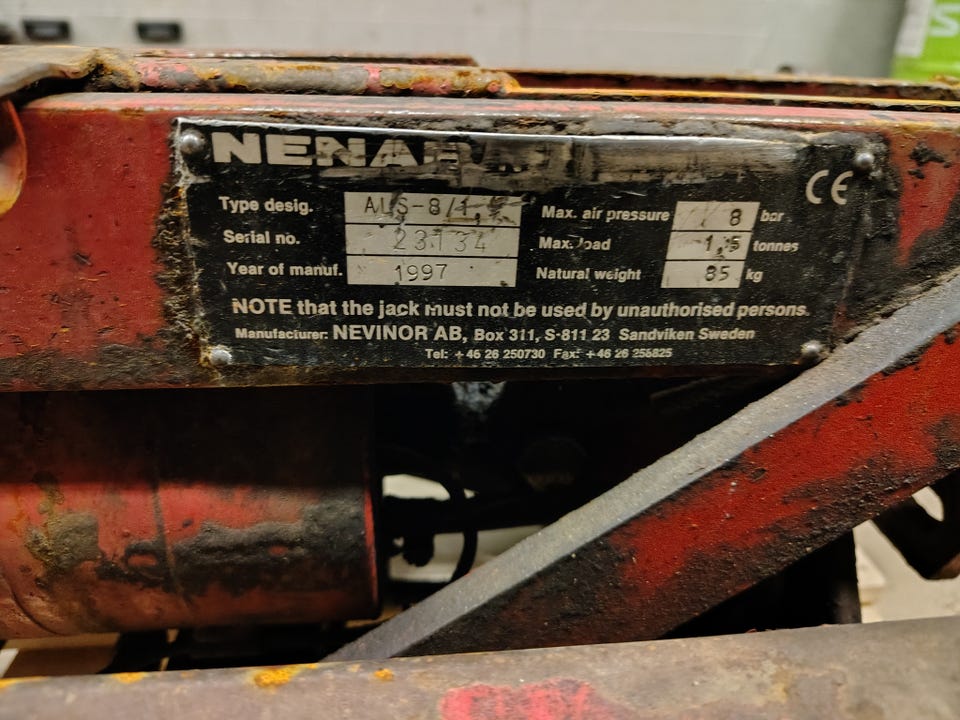 CE
Type desig. Max. air pressure 8 bar
Serial no. 23134 Max. load 1,5 tonnes
Year of manuf. 1997 Natural weight 85 kg
NOTE that the jack must not be used by unauthorised persons.
Manufacturer: NEVINOR AB, Box 311, S-811 23 Sandviken Sweden
Tel: +46 26 250730 Fax: +46 26 256825